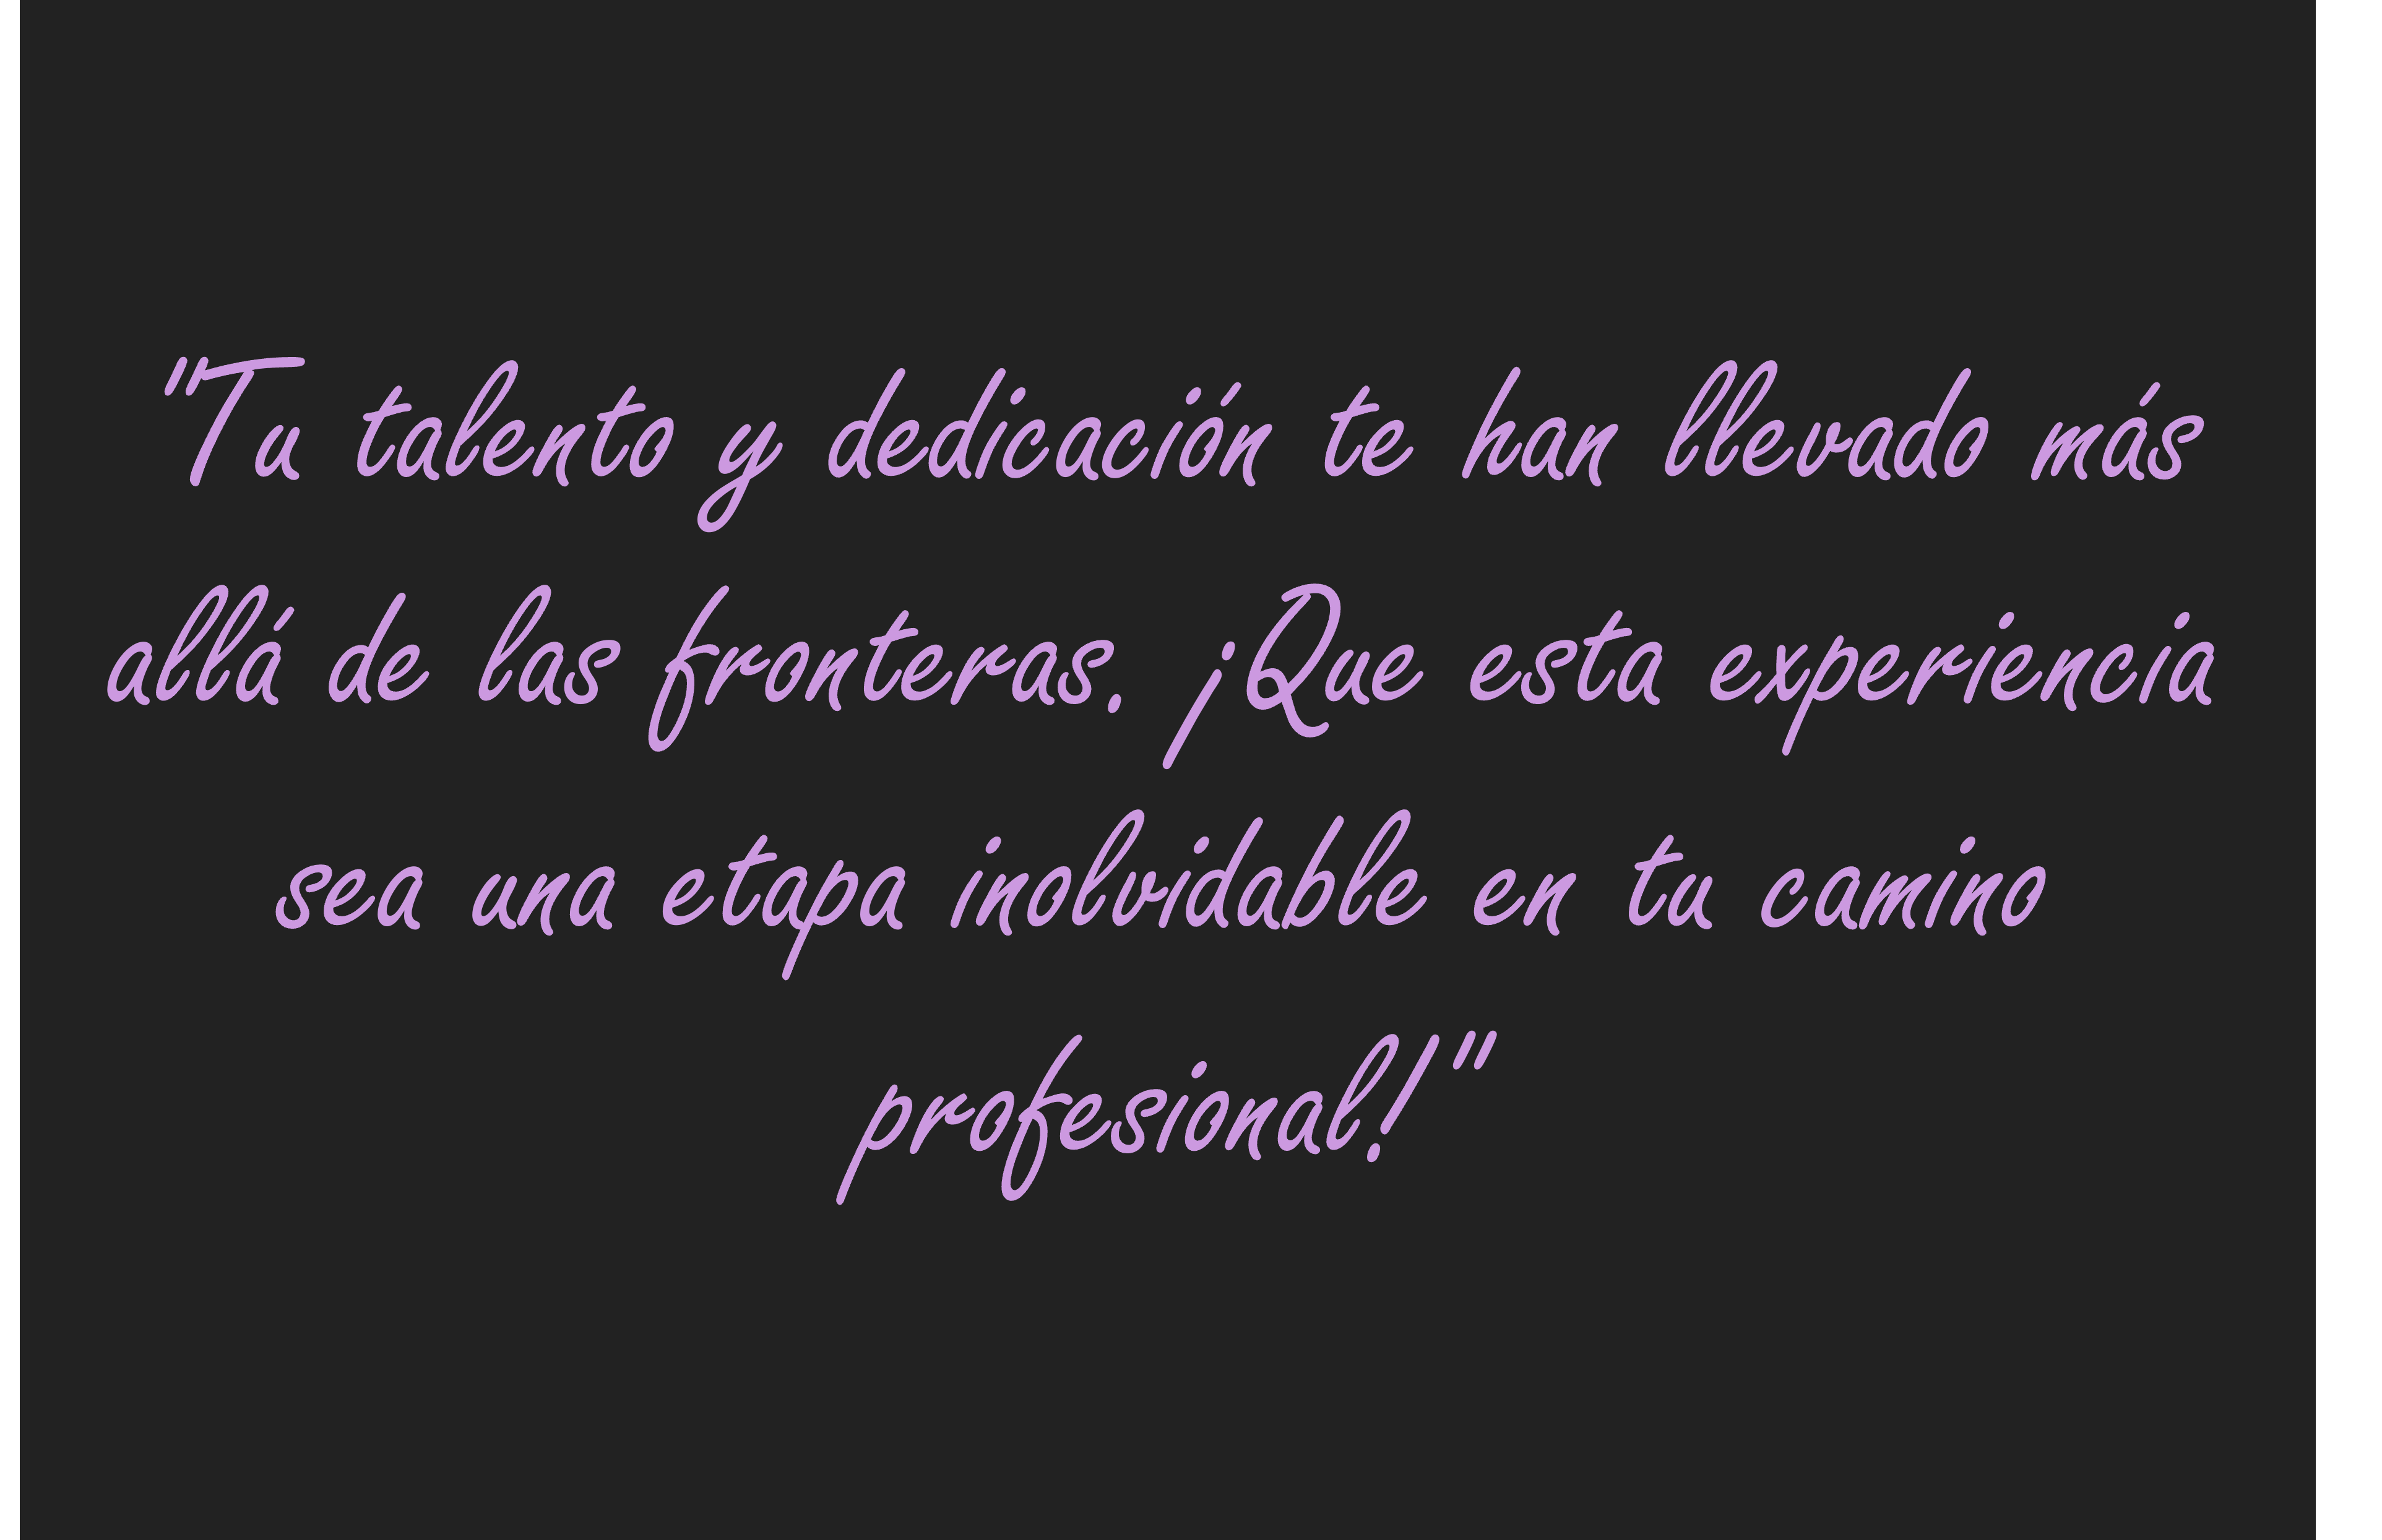 "Tu talento y dedicación te han llevado más
allá de las fronteras. ¡Que esta experiencia
sea una etapa inolvidable en tu camino
profesional!"